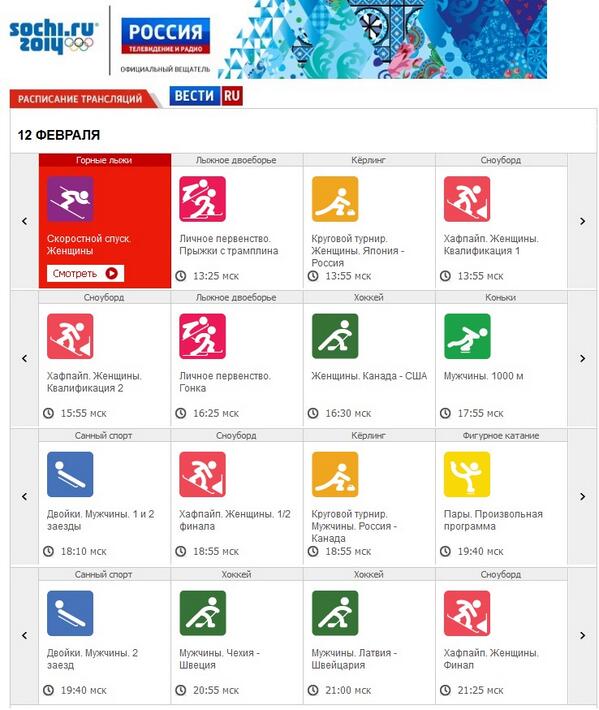 sochi.ru
2014
РОССИЯ
ТЕЛЕВИДЕНИЕ И РАДИО
ОФИЦИАЛЬНЫЙ ВЕЩАТЕЛЬ
РАСПИСАНИЕ ТРАНСЛЯЦИЙ
ВЕСТИ RU
12 ФЕВРАЛЯ
Горные лыжи
Скоростной спуск.
Женщины
Смотреть
Лыжное двоеборье
Личное первенство.
Прыжки с трамплина
13:25 мск
Кёрлинг
Круговой турнир.
Женщины. Япония -
Россия
13:55 мск
Сноуборд
Хафпайп. Женщины.
Квалификация 1
13:55 мск
Сноуборд
Хафпайп. Женщины.
Квалификация 2
15:55 мск
Лыжное двоеборье
Личное первенство.
Гонка
16:25 мск
Хоккей
Женщины. Канада - США
16:30 мск
Коньки
Мужчины. 1000 м
17:55 мск
Санный спорт
Двойки. Мужчины. 1 и 2
заезды
18:10 мск
Сноуборд
Хафпайп. Женщины. 1/2
финала
18:55 мск
Кёрлинг
Круговой турнир.
Мужчины. Россия -
Канада
18:55 мск
Фигурное катание
Пары. Произвольная
программа
19:40 мск
Санный спорт
Двойки. Мужчины. 2
заезд
19:40 мск
Хоккей
Мужчины. Чехия -
Швеция
20:55 мск
Хоккей
Мужчины. Латвия -
Швейцария
21:00 мск
Сноуборд
Хафпайп. Женщины.
Финал
21:25 мск